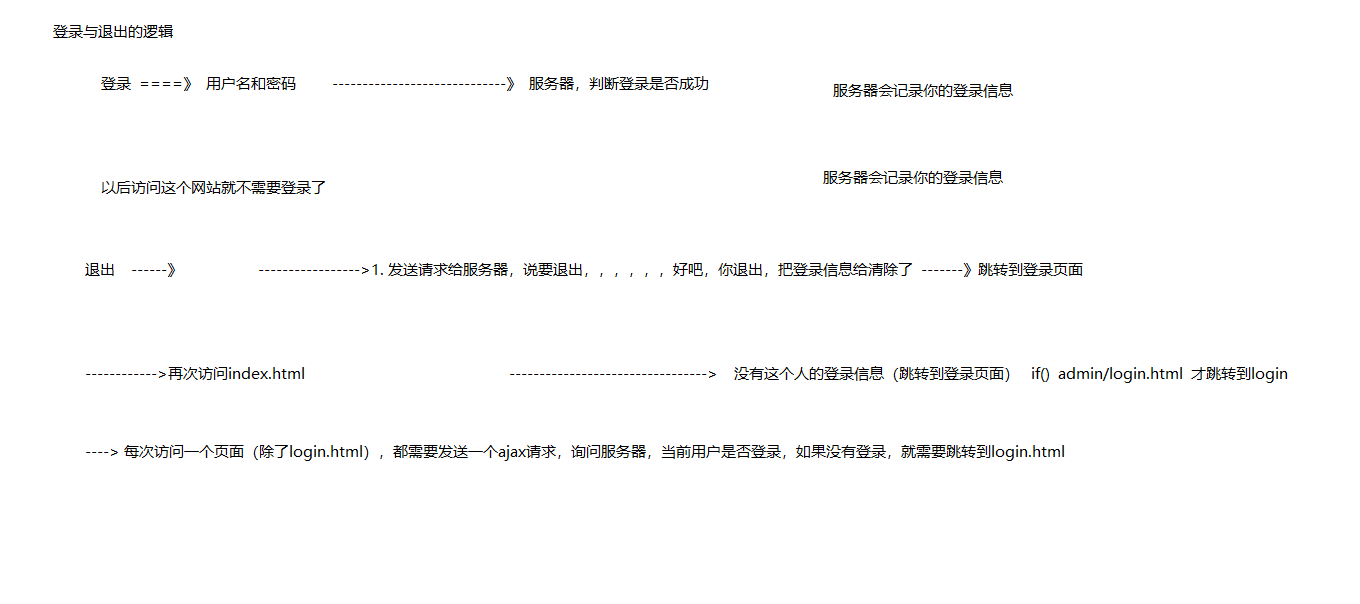 登录与退出的逻辑
登录 ====》 用户名和密码 -----------------------------》 服务器，判断登录是否成功
服务器会记录你的登录信息
服务器会记录你的登录信息
以后访问这个网站就不需要登录了
退出 ------》 ----------------->1. 发送请求给服务器，说要退出，，，，，，好吧，你退出，把登录信息给清除了 -------》跳转到登录页面
------------>再次访问index.html --------------------------------> 没有这个人的登录信息（跳转到登录页面） if() admin/login.html 才跳转到login
----> 每次访问一个页面（除了login.html），都需要发送一个ajax请求，询问服务器，当前用户是否登录，如果没有登录，就需要跳转到login.html